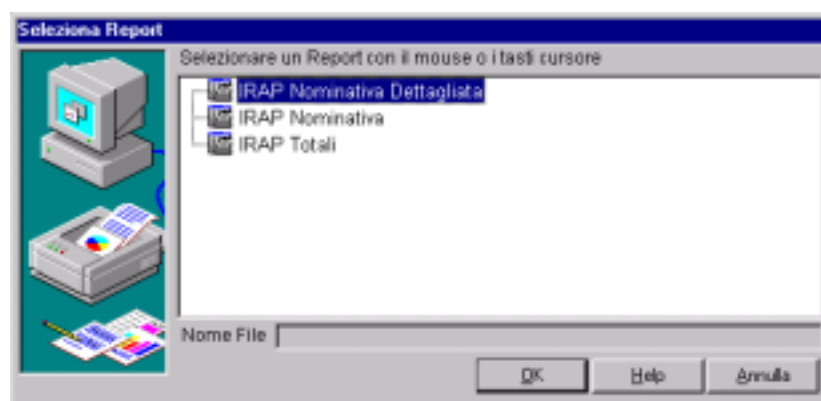 Seleziona Report
Selezionare un Report con il mouse o i tasti cursore
IRAP Nominativa Dettagliata
IRAP Nominativa
IRAP Totali
Nome File
OK Help Annulla